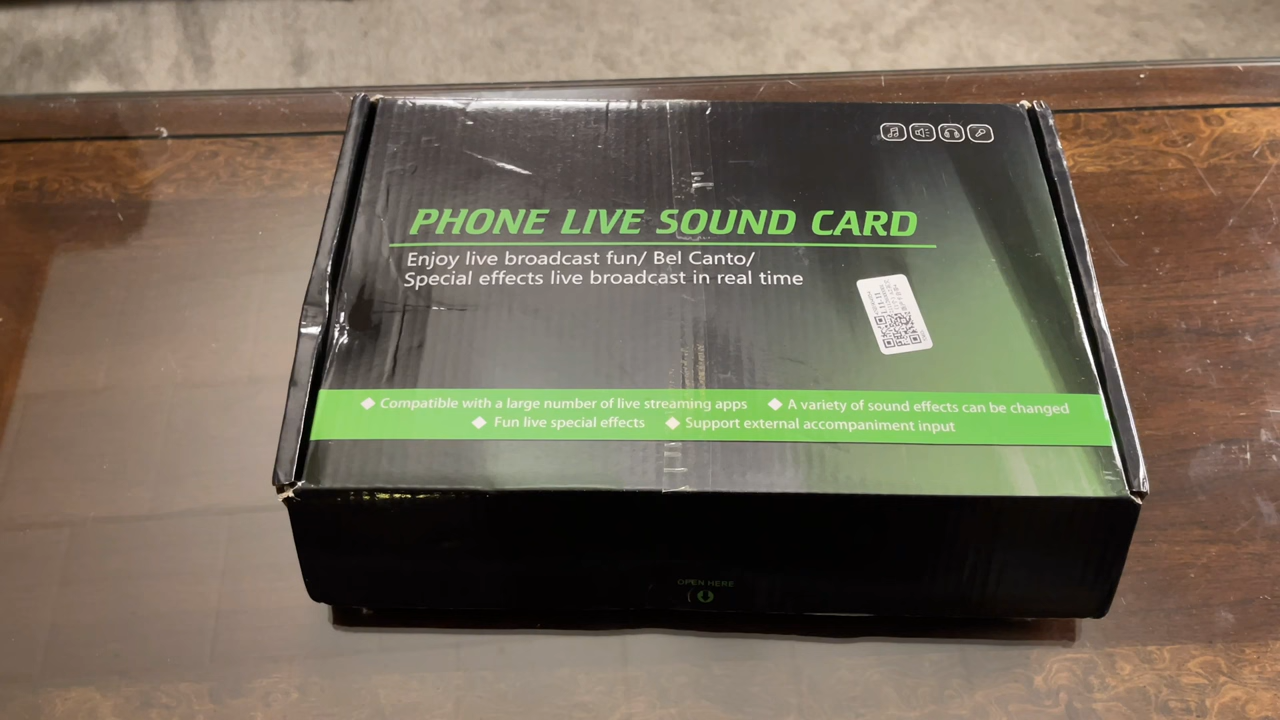 PHONE LIVE SOUND CARD
Enjoy live broadcast fun/ Bel Canto/
Special effects live broadcast in real time
◆ Compatible with a large number of live streaming apps ◆ A variety of sound effects can be changed
◆ Fun live special effects ◆ Support external accompaniment input
OPEN HERE